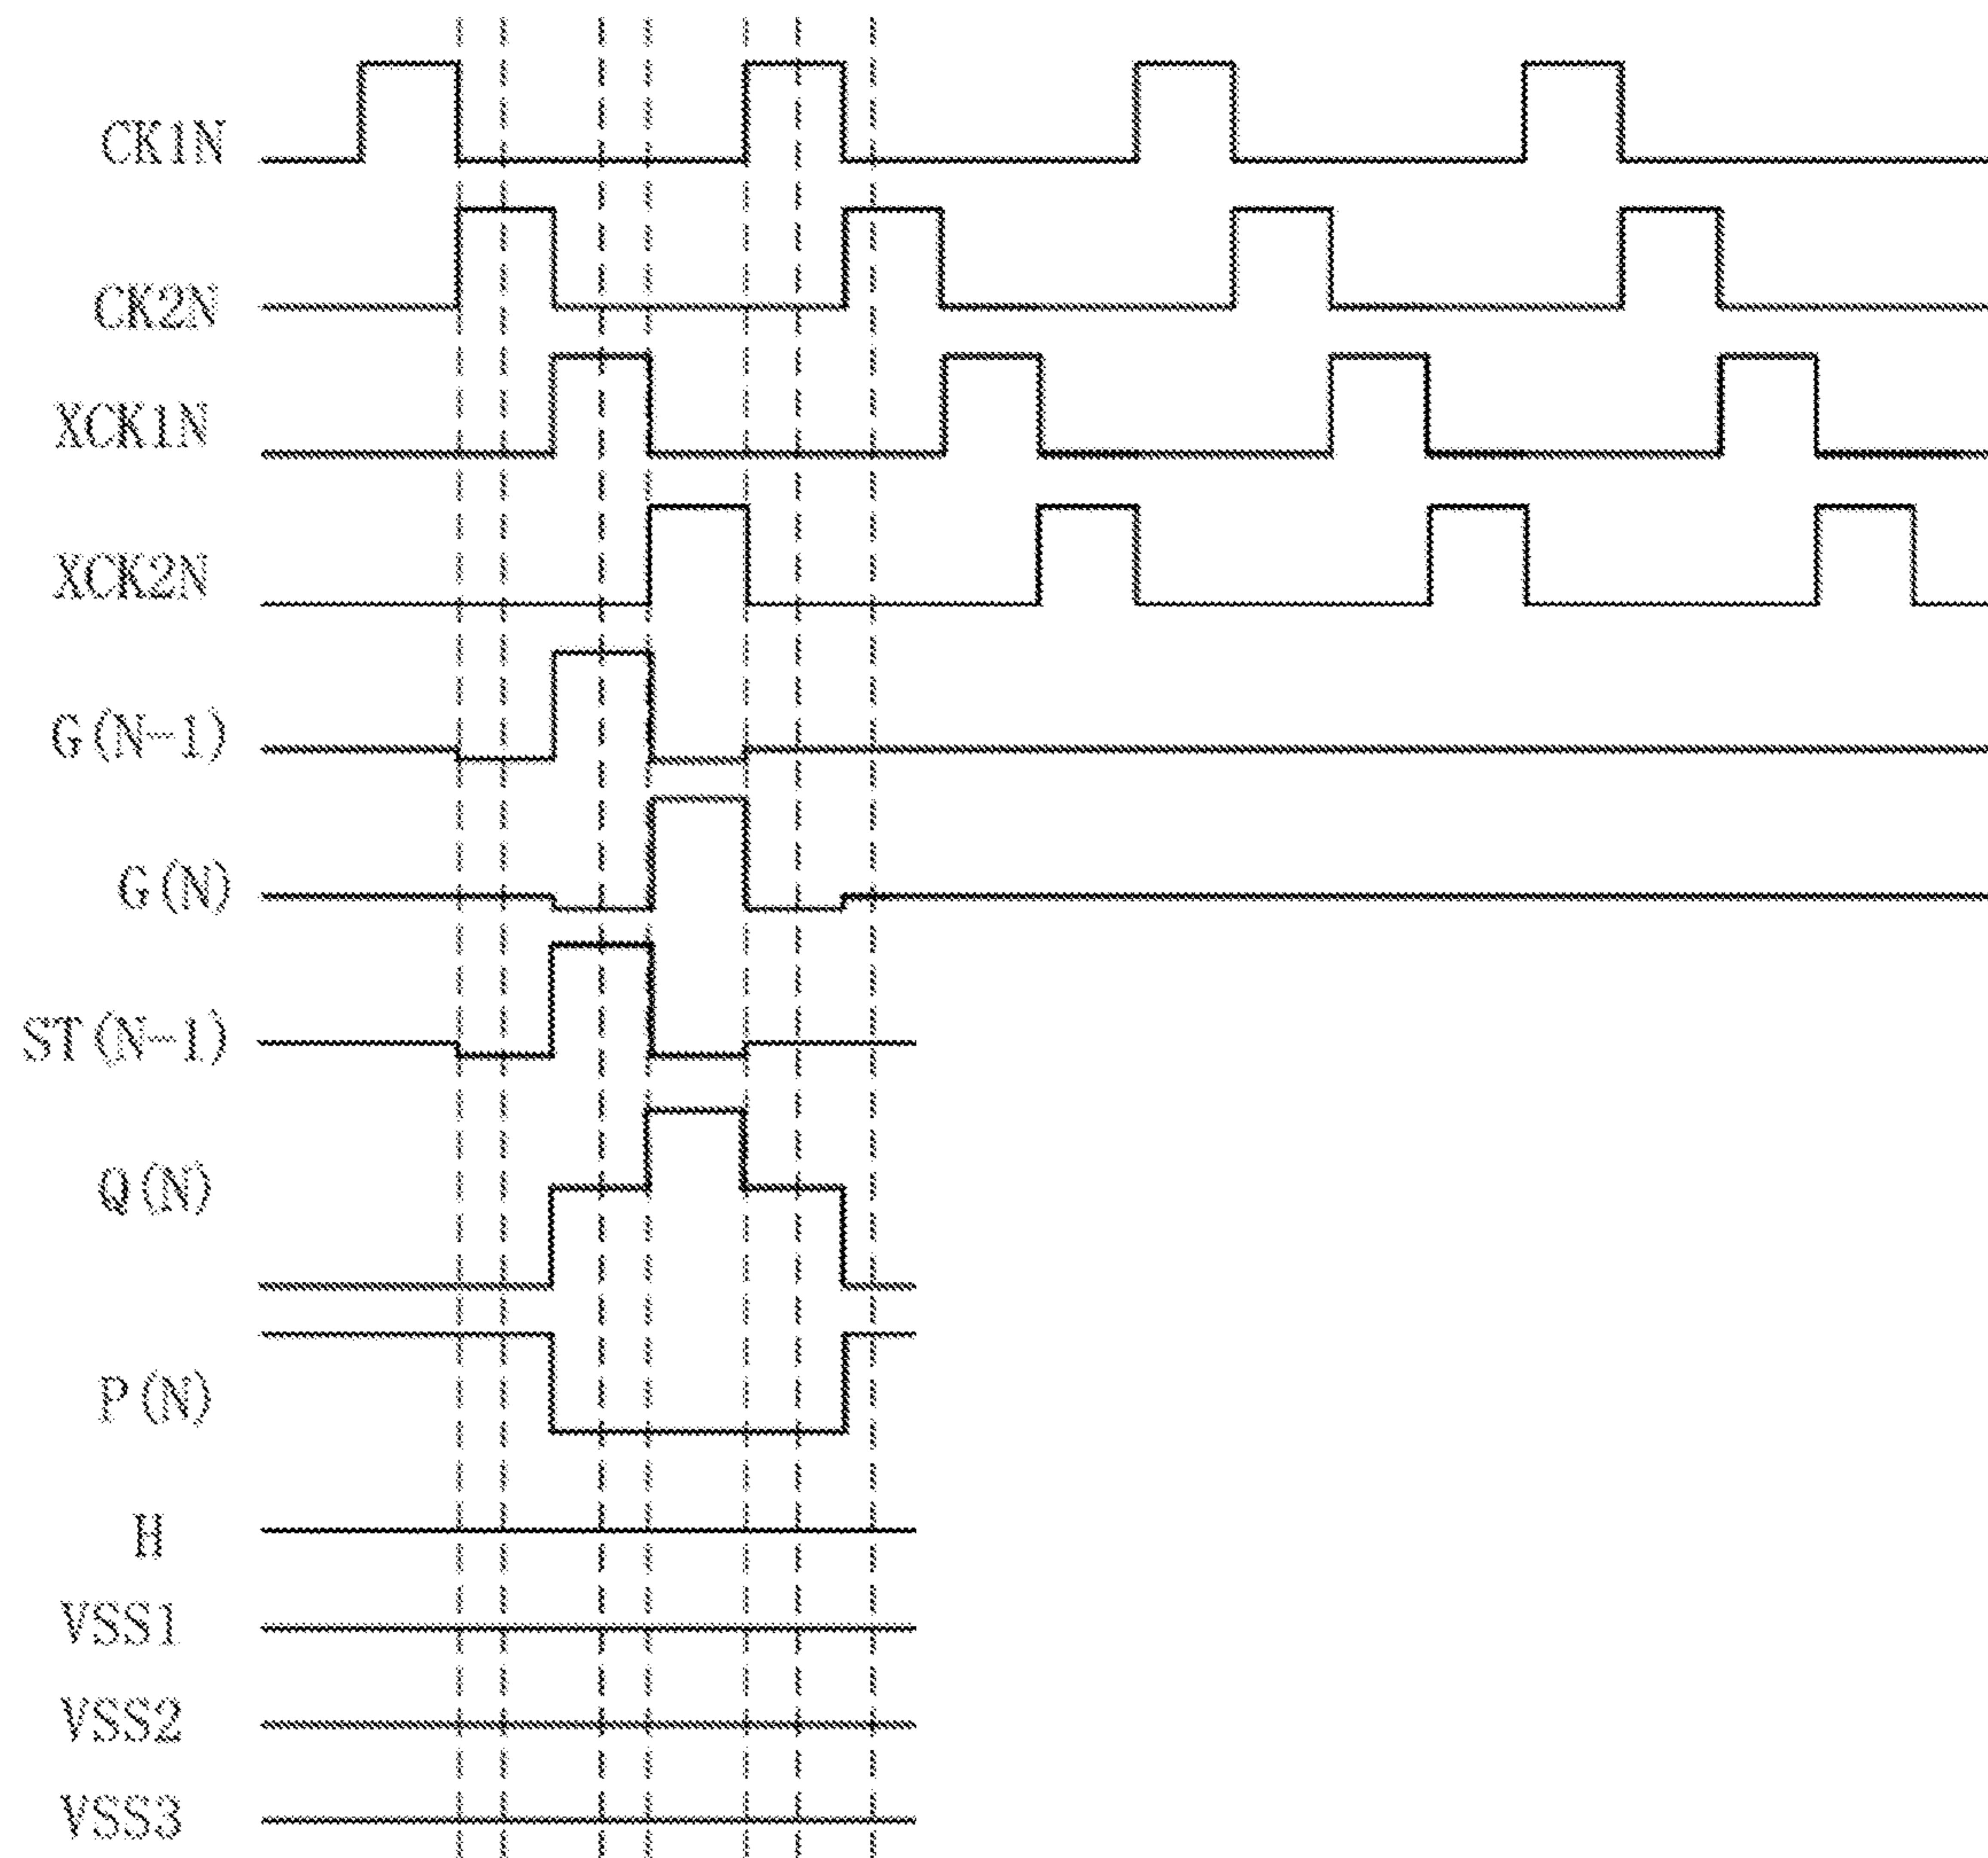 CK1N
CK2N
XCK1N
XCK2N
G(N-1)
G(N)
ST(N-1)
Q(N)
P(N)
H
VSS1
VSS2
VSS3